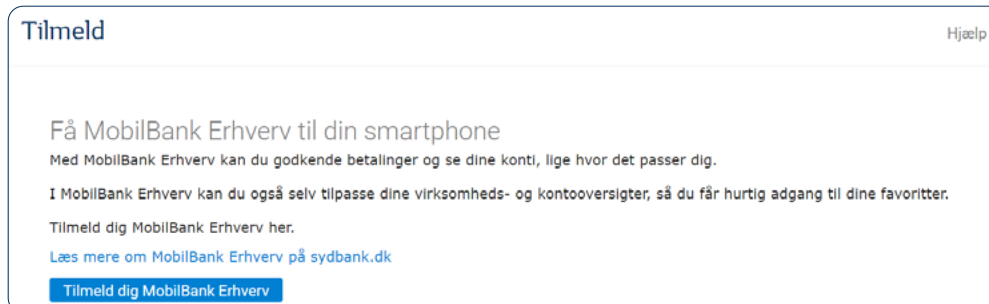 Tilmeld
Hjælp
Få MobilBank Erhverv til din smartphone
Med MobilBank Erhverv kan du godkende betalinger og se dine konti, lige hvor det passer dig.
I MobilBank Erhverv kan du også selv tilpasse dine virksomheds- og kontooversigter, så du får hurtig adgang til dine favoritter.
Tilmeld dig MobilBank Erhverv her.
Læs mere om MobilBank Erhverv på sydbank.dk
Tilmeld dig MobilBank Erhverv